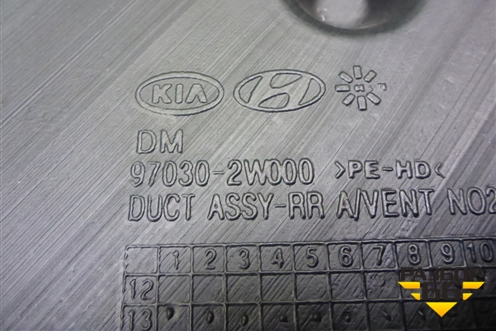 KIA
DM
97030-2W000 >PE-HD<
DUCT ASSY-RR A/VENT NO2
1 2 3 4 5 6 7 8 9 10
12
13